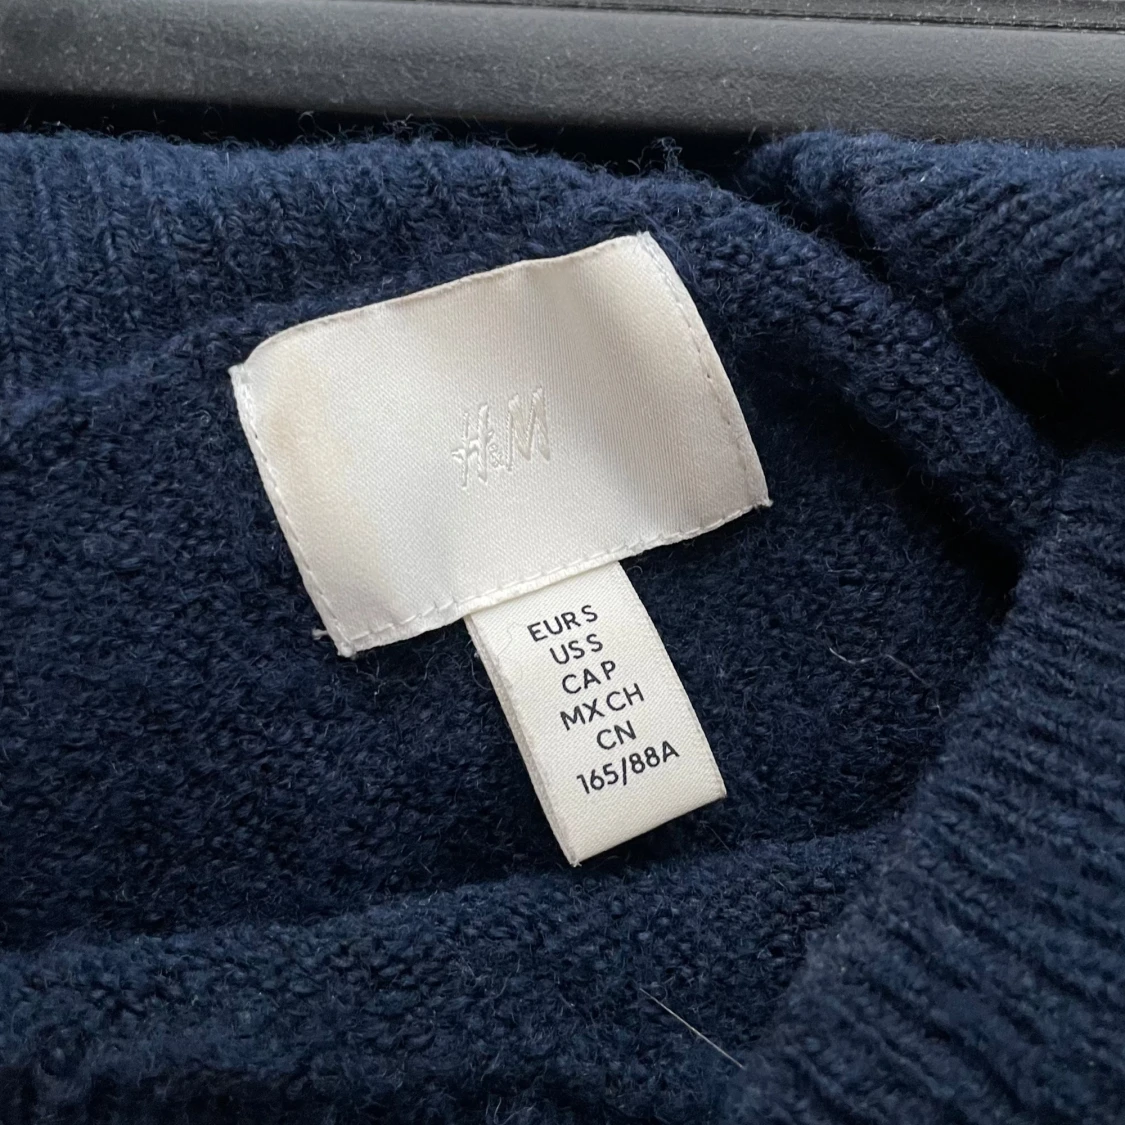 H&M
EUR S
US S
CA P
MX CH
CN
165/88A